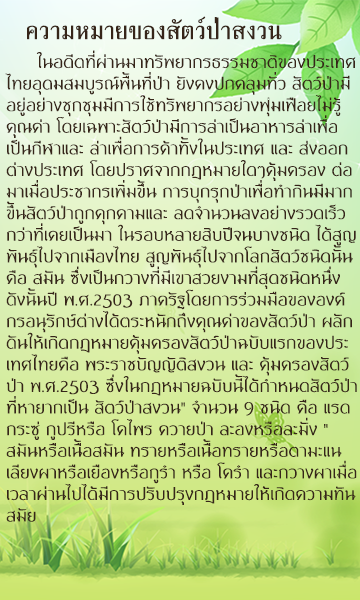 ความหมายของสัตว์ป่าสงวน
ในอดีตที่ผ่านมาทรัพยากรธรรมชาติของประเทศ
ไทยอุดมสมบูรณ์พื้นที่ป่า ยังคงปกคลุมทั่ว สัตว์ป่ามี
อยู่อย่างชุกชุมมีการใช้ทรัพยากรอย่างพุ่มเฟือยไม่รู้
คุณค่า โดยเฉพาะสัตว์ป่ามีการล่าเป็นอาหารล่าเพื่อ
เป็นกีฬาและ ล่าเพื่อการค้าทั้งในประเทศ และ ส่งออก
ต่างประเทศ โดยปราศจากกฎหมายใดๆคุ้มครอง ต่อ
มาเมื่อประชากรเพิ่มขึ้น การบุกรุกป่าเพื่อทำกินมีมาก
ขึ้นสัตว์ป่าถูกคุกคามและ ลดจำนวนลงอย่างรวดเร็ว
กว่าที่เคยเป็นมา ในรอบหลายสิบปีจนบางชนิด ได้สูญ
พันธุ์ไปจากเมืองไทย สูญพันธุ์ไปจากโลกสัตว์ชนิดนั้น
คือ สมัน ซึ่งเป็นกวางที่มีเขาสวยงามที่สุดชนิดหนึ่ง
ดังนั้นปี พ.ศ.2503 ภาครัฐโดยการร่วมมือขององค์
กรอนุรักษ์ต่างได้ตระหนักถึงคุณค่าของสัตว์ป่า ผลัก
ดันให้เกิดกฎหมายคุ้มครองสัตว์ป่าฉบับแรกของประ
เทศไทยคือ พระราชบัญญัติสงวน และ คุ้มครองสัตว์
ป่า พ.ศ.2503 ซึ่งในกฎหมายฉบับนี้ได้กำหนดสัตว์ป่า
ที่หายากเป็น สัตว์ป่าสงวน" จำนวน 9 ชนิด คือ แรด
กระซู่ กูปรีหรือ โคไพร ควายป่า ละองหรือละมั่ง "
สมันหรือเนื้อสมัน ทรายหรือเนื้อทรายหรือตามะแน
เลียงผาหรือเยืองหรือกูรำ หรือ โครำ และกวางผาเมื่อ
เวลาผ่านไปได้มีการปรับปรุงกฎหมายให้เกิดความทัน
สมัย